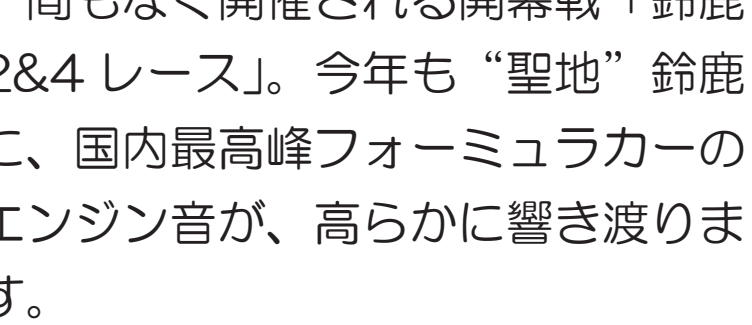 間もなく開催される開幕戦「鈴鹿
2&4 レース」。今年も“聖地”鈴鹿
に、国内最高峰フォーミュラカーの
エンジン音が、高らかに響き渡りま
す。